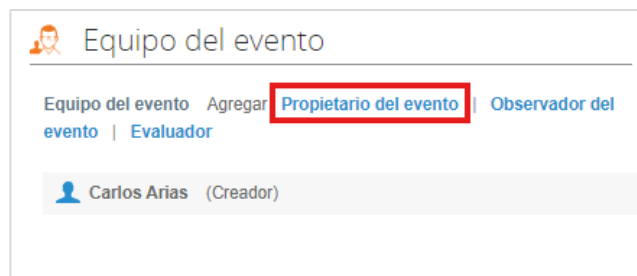 Equipo del evento
Equipo del evento Agregar Propietario del evento | Observador del
evento | Evaluador
Carlos Arias (Creador)